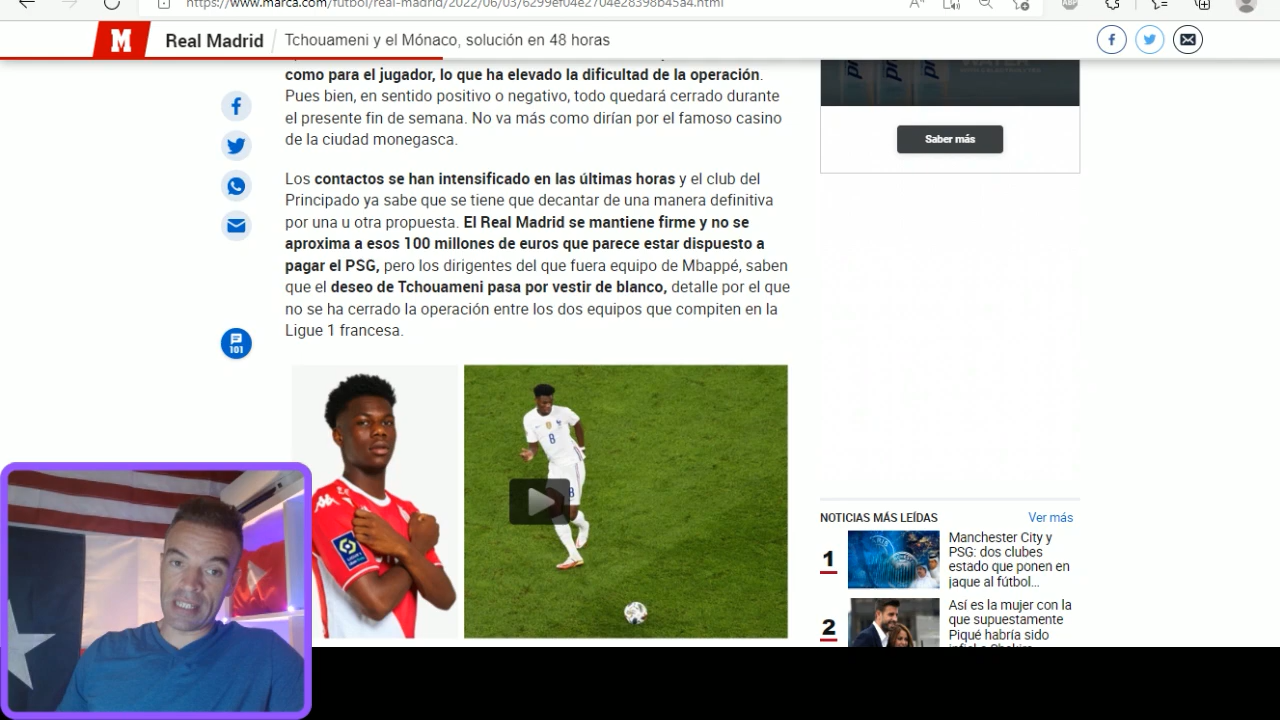 https://www.marca.com/futbol/real-madrid/2022/06/03/6299ef04e2704e28398b45a4.html
M
Real Madrid
Tchouameni y el Mónaco, solución en 48 horas
como para el jugador, lo que ha elevado la dificultad de la operación.
Pues bien, en sentido positivo o negativo, todo quedará cerrado durante
el presente fin de semana. No va más como dirían por el famoso casino
de la ciudad monegasca.
Los contactos se han intensificado en las últimas horas y el club del
Principado ya sabe que se tiene que decantar de una manera definitiva
por una u otra propuesta. El Real Madrid se mantiene firme y no se
aproxima a esos 100 millones de euros que parece estar dispuesto a
pagar el PSG, pero los dirigentes del que fuera equipo de Mbappé, saben
que el deseo de Tchouameni pasa por vestir de blanco, detalle por el que
no se ha cerrado la operación entre los dos equipos que compiten en la
Ligue 1 francesa.
101
8
WATER
Saber más
NOTICIAS MÁS LEÍDAS
Ver más
1
Manchester City y
PSG: dos clubes
estado que ponen en
jaque al fútbol...
2
Así es la mujer con la
que supuestamente
Piqué habría sido
infiel a Shakira